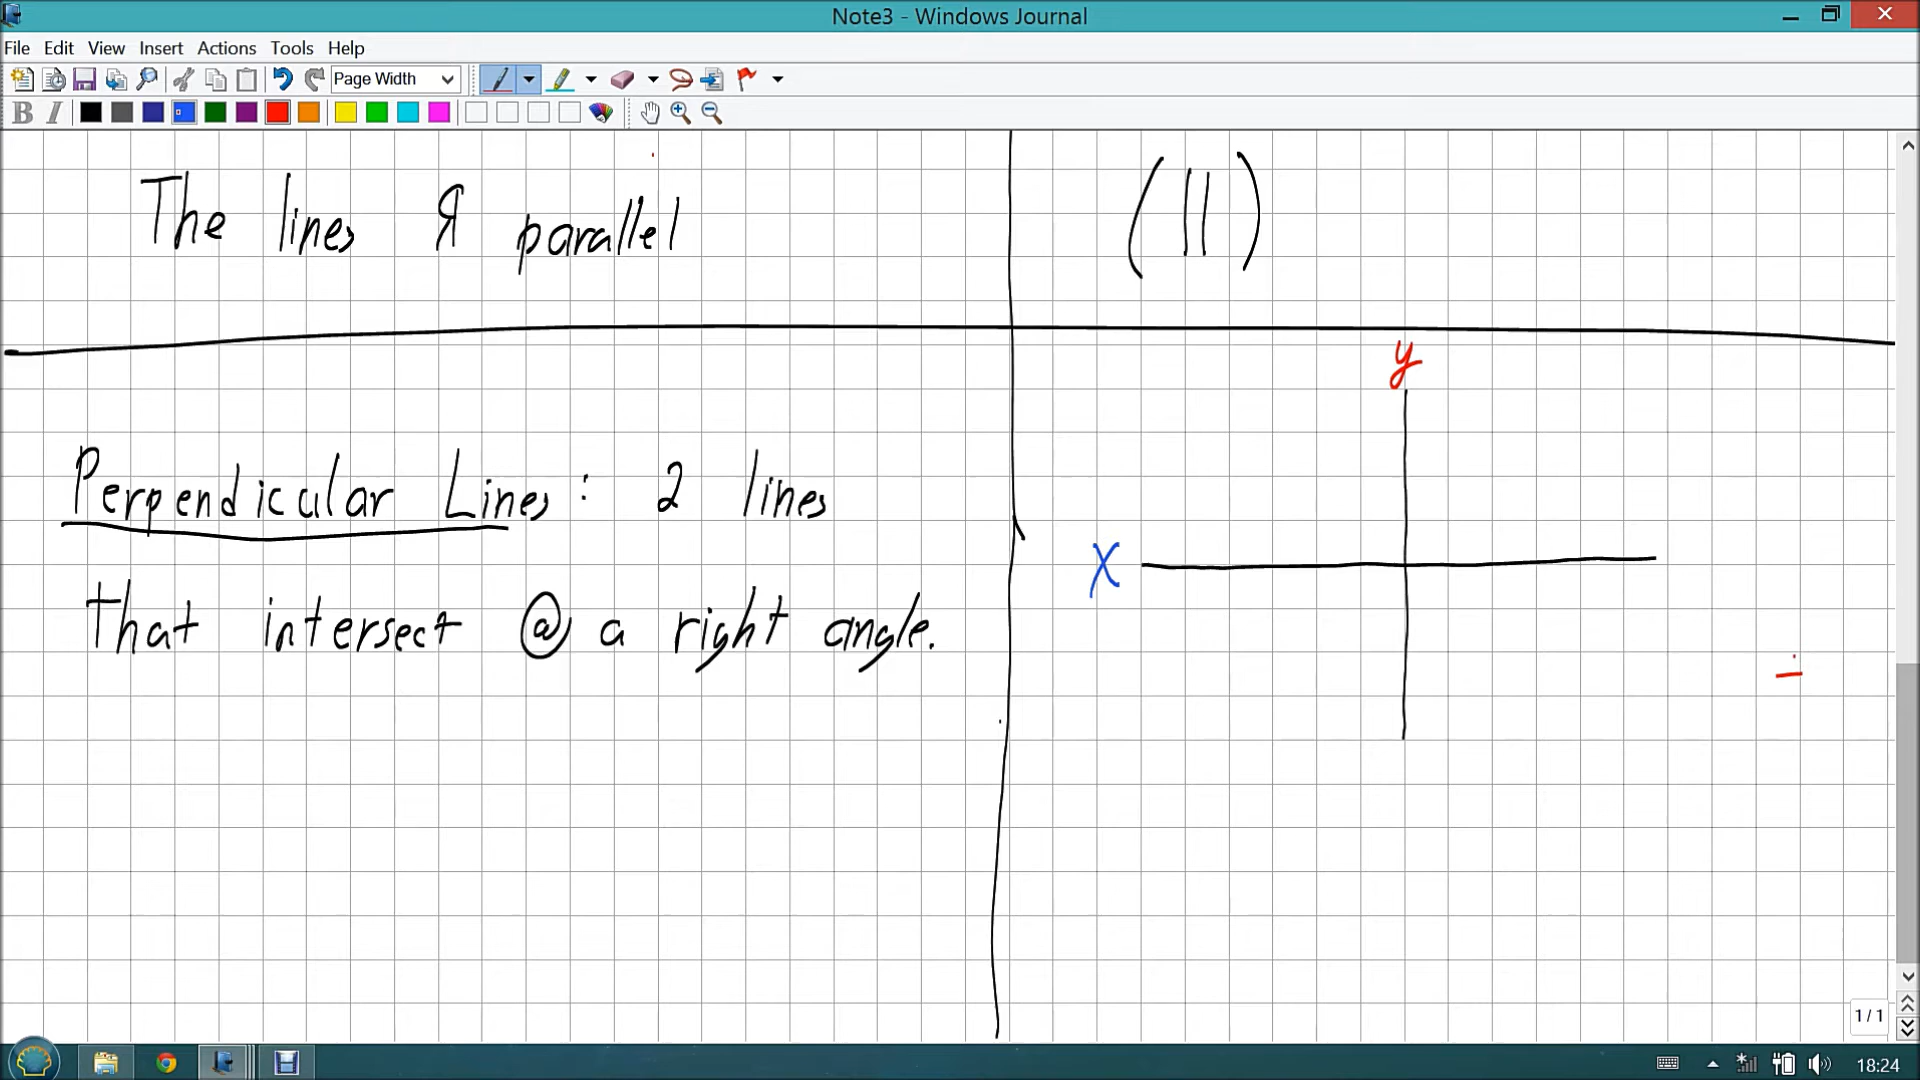 Note3 - Windows Journal
File Edit View Insert Actions Tools Help
Page Width
B I
The lines Я parallel
( || )
y
Perpendicular Lines: 2 lines
X
that intersect @ a right angle.
1 / 1
18:24